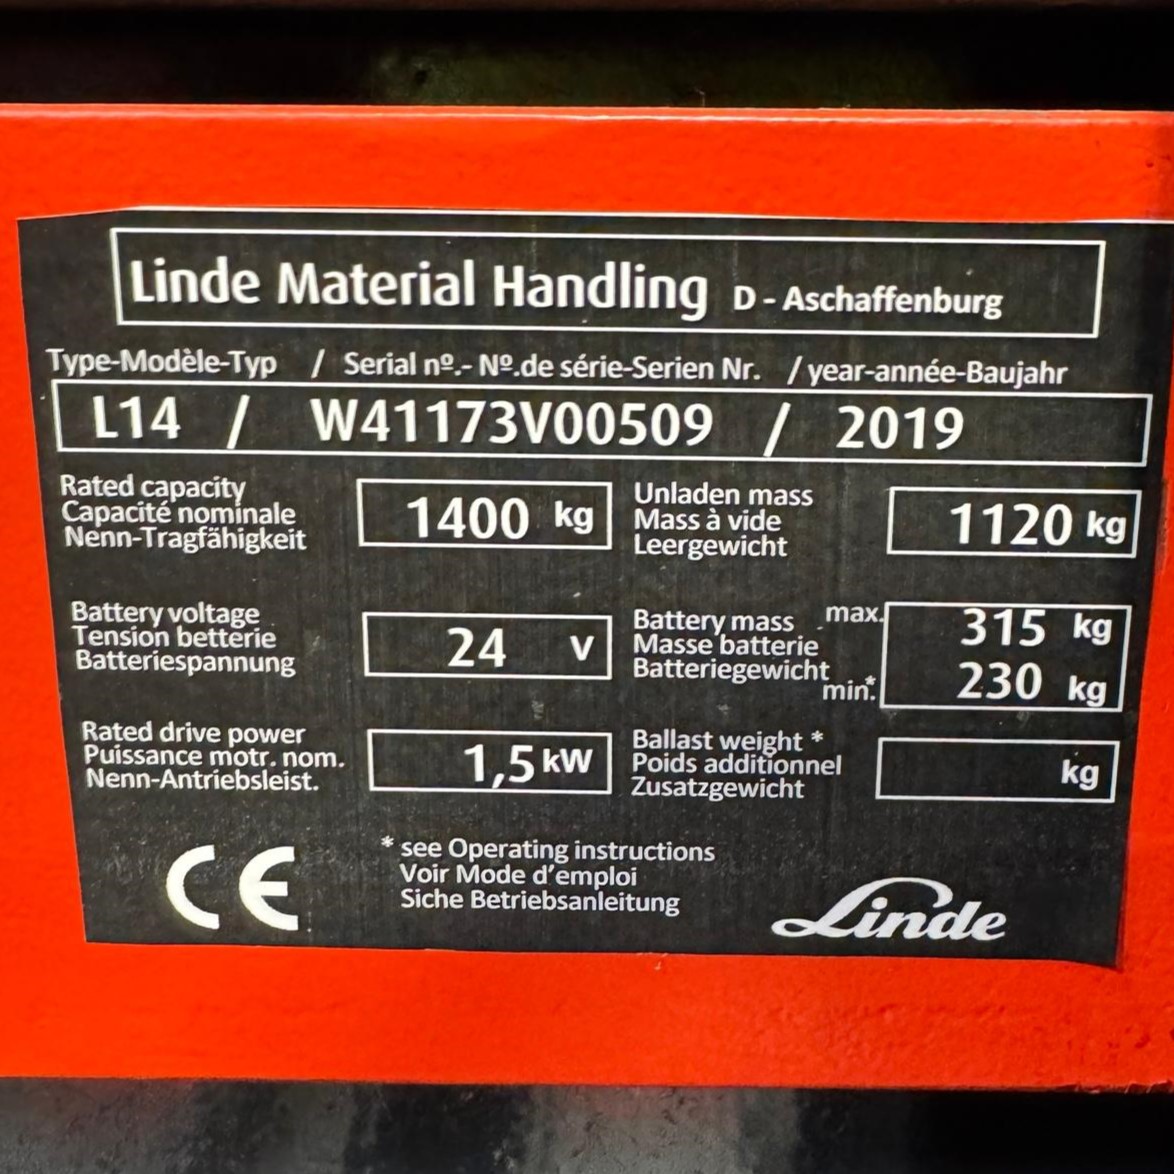 Linde Material Handling D - Aschaffenburg
Type-Modèle-Typ / Serial nº.- Nº.de série-Serien Nr. / year-année-Baujahr
L14 / W41173V00509 / 2019
Rated capacity
Capacité nominale
Nenn-Tragfähigkeit
1400 kg
Unladen mass
Mass à vide
Leergewicht
1120 kg
Battery voltage
Tension betterie
Batteriespannung
24 V
Battery mass
Masse batterie
Batteriegewicht
max. 315 kg
min.* 230 kg
Rated drive power
Puissance motr. nom.
Nenn-Antriebsleist.
1,5 kW
Ballast weight *
Poids additionnel
Zusatzgewicht
kg
CE
* see Operating instructions
Voir Mode d'emploi
Siche Betriebsanleitung
Linde